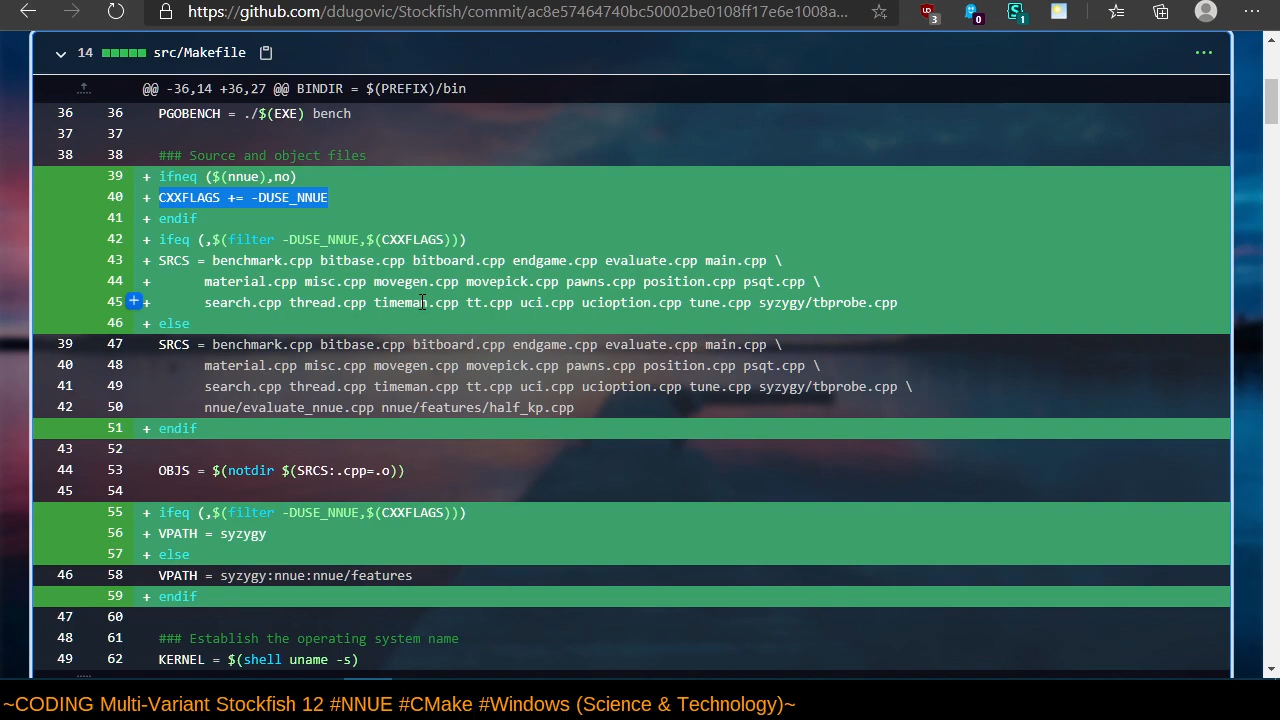 https://github.com/ddugovic/Stockfish/commit/ac8e57464740bc50002be0108ff17e6e1008a...
3
0
1
14 src/Makefile
@@ -36,14 +36,27 @@ BINDIR = $(PREFIX)/bin
36 36 PGOBENCH = ./$(EXE) bench
37 37
38 38 ### Source and object files
39 + ifneq ($(nnue),no)
40 + CXXFLAGS += -DUSE_NNUE
41 + endif
42 + ifeq (,$(filter -DUSE_NNUE,$(CXXFLAGS)))
43 + SRCS = benchmark.cpp bitbase.cpp bitboard.cpp endgame.cpp evaluate.cpp main.cpp \
44 + material.cpp misc.cpp movegen.cpp movepick.cpp pawns.cpp position.cpp psqt.cpp \
45 + search.cpp thread.cpp timeman.cpp tt.cpp uci.cpp ucioption.cpp tune.cpp syzygy/tbprobe.cpp
46 + else
39 47 SRCS = benchmark.cpp bitbase.cpp bitboard.cpp endgame.cpp evaluate.cpp main.cpp \
40 48 material.cpp misc.cpp movegen.cpp movepick.cpp pawns.cpp position.cpp psqt.cpp \
41 49 search.cpp thread.cpp timeman.cpp tt.cpp uci.cpp ucioption.cpp tune.cpp syzygy/tbprobe.cpp \
42 50 nnue/evaluate_nnue.cpp nnue/features/half_kp.cpp
51 + endif
43 52
44 53 OBJS = $(notdir $(SRCS:.cpp=.o))
45 54
55 + ifeq (,$(filter -DUSE_NNUE,$(CXXFLAGS)))
56 + VPATH = syzygy
57 + else
46 58 VPATH = syzygy:nnue:nnue/features
59 + endif
47 60
48 61 ### Establish the operating system name
49 62 KERNEL = $(shell uname -s)
~CODING Multi-Variant Stockfish 12 #NNUE #CMake #Windows (Science & Technology)~